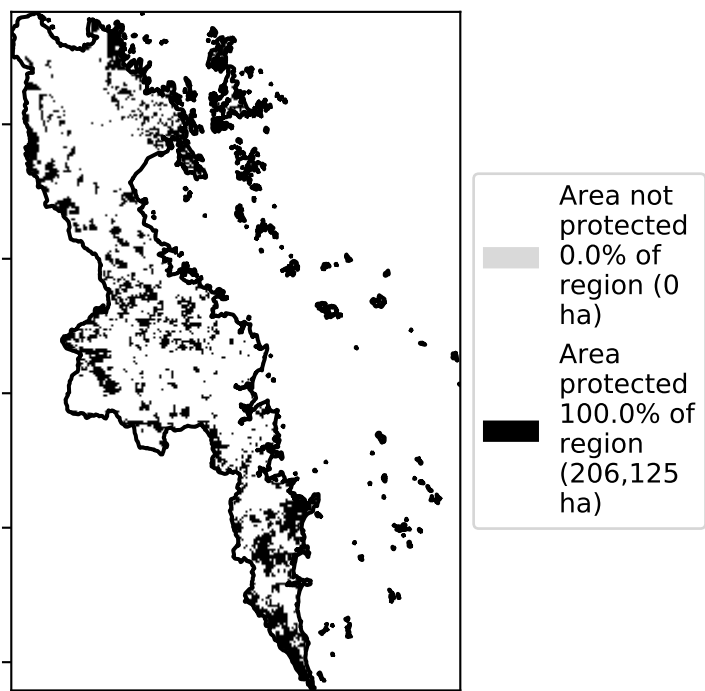 Area not
protected
0.0% of
region (0
ha)
Area
protected
100.0% of
region
(206,125
ha)